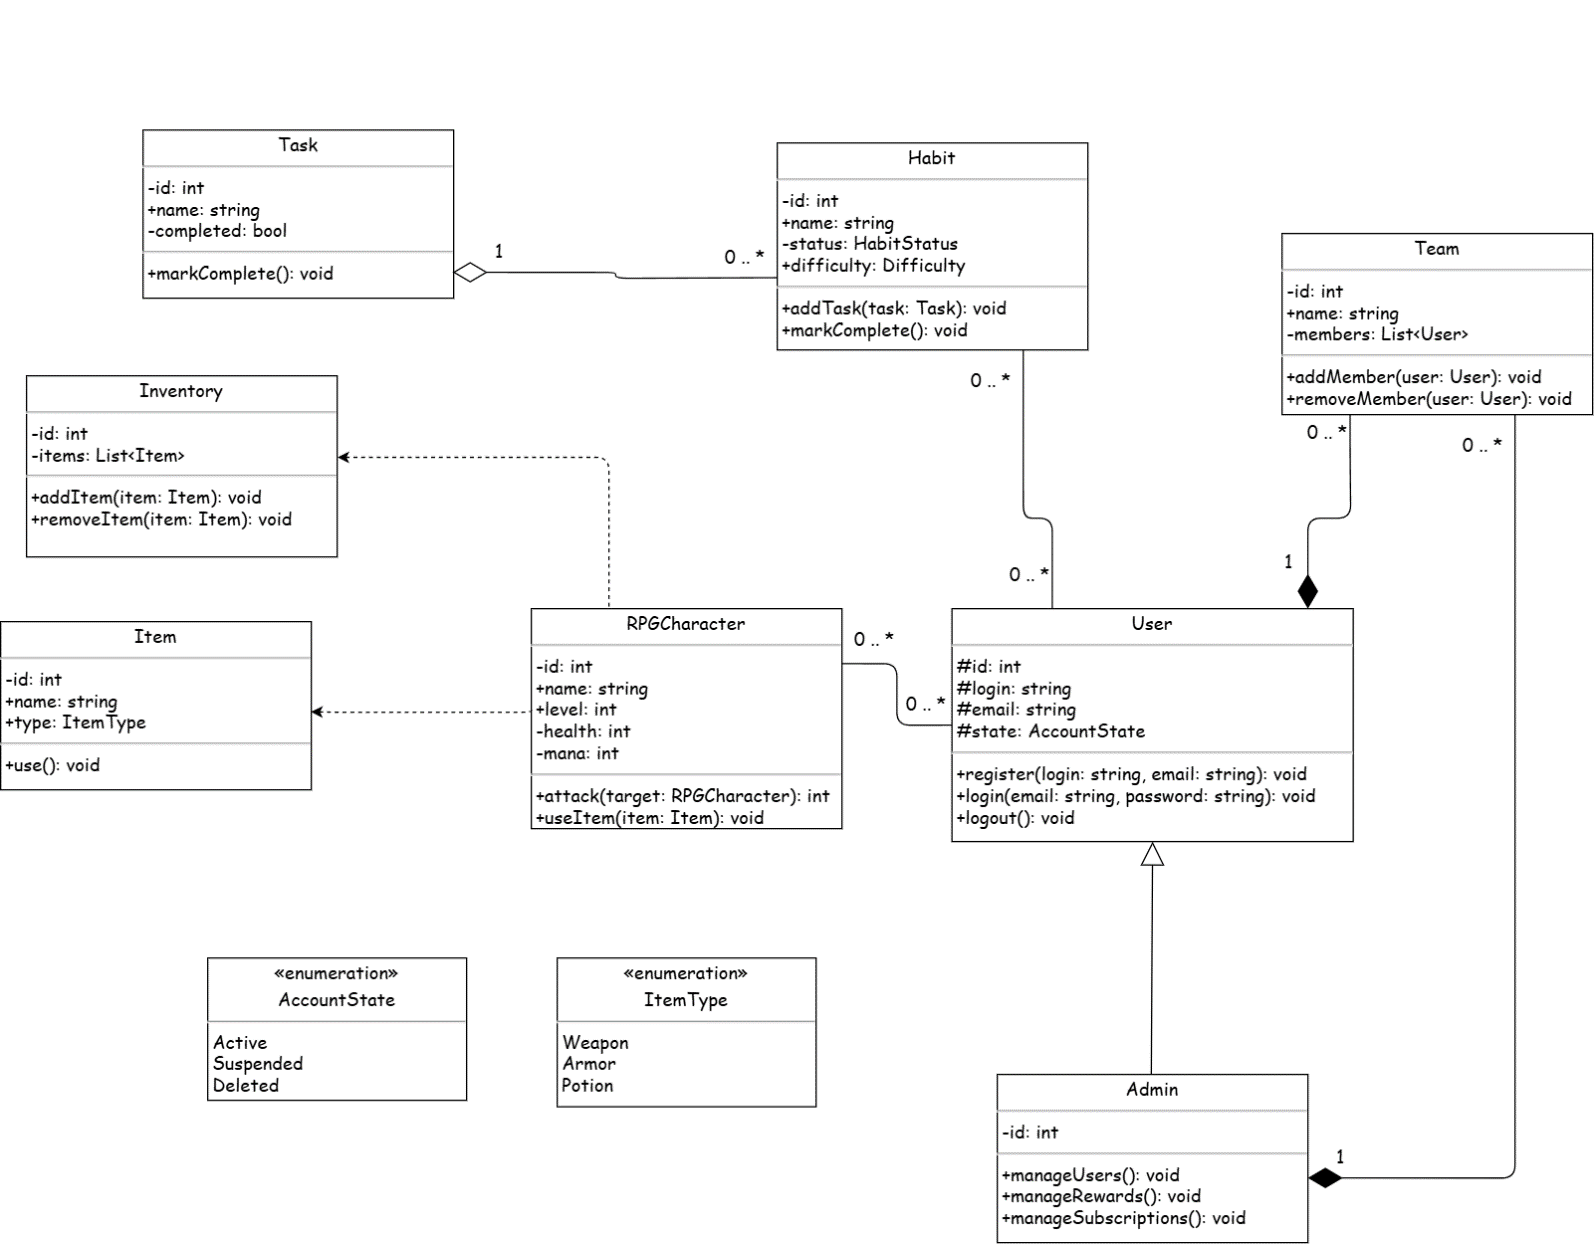 Task
-id: int
+name: string
-completed: bool
+markComplete(): void
1
0 .. *
Habit
-id: int
+name: string
-status: HabitStatus
+difficulty: Difficulty
+addTask(task: Task): void
+markComplete(): void
0 .. *
0 .. *
Team
-id: int
+name: string
-members: List<User>
+addMember(user: User): void
+removeMember(user: User): void
0 .. *
0 .. *
1
Inventory
-id: int
-items: List<Item>
+addItem(item: Item): void
+removeItem(item: Item): void
Item
-id: int
+name: string
+type: ItemType
+use(): void
RPGCharacter
-id: int
+name: string
+level: int
-health: int
-mana: int
+attack(target: RPGCharacter): int
+useItem(item: Item): void
0 .. *
0 .. *
User
#id: int
#login: string
#email: string
#state: AccountState
+register(login: string, email: string): void
+login(email: string, password: string): void
+logout(): void
«enumeration»
AccountState
Active
Suspended
Deleted
«enumeration»
ItemType
Weapon
Armor
Potion
Admin
-id: int
+manageUsers(): void
+manageRewards(): void
+manageSubscriptions(): void
1